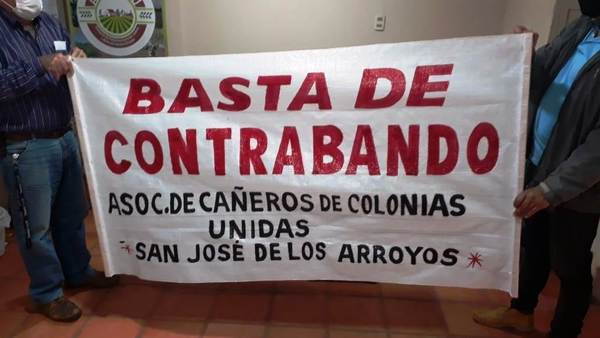 BASTA DE
CONTRABANDO
ASOC. DE CAÑEROS DE COLONIAS
UNIDAS
* SAN JOSÉ DE LOS ARROYOS *